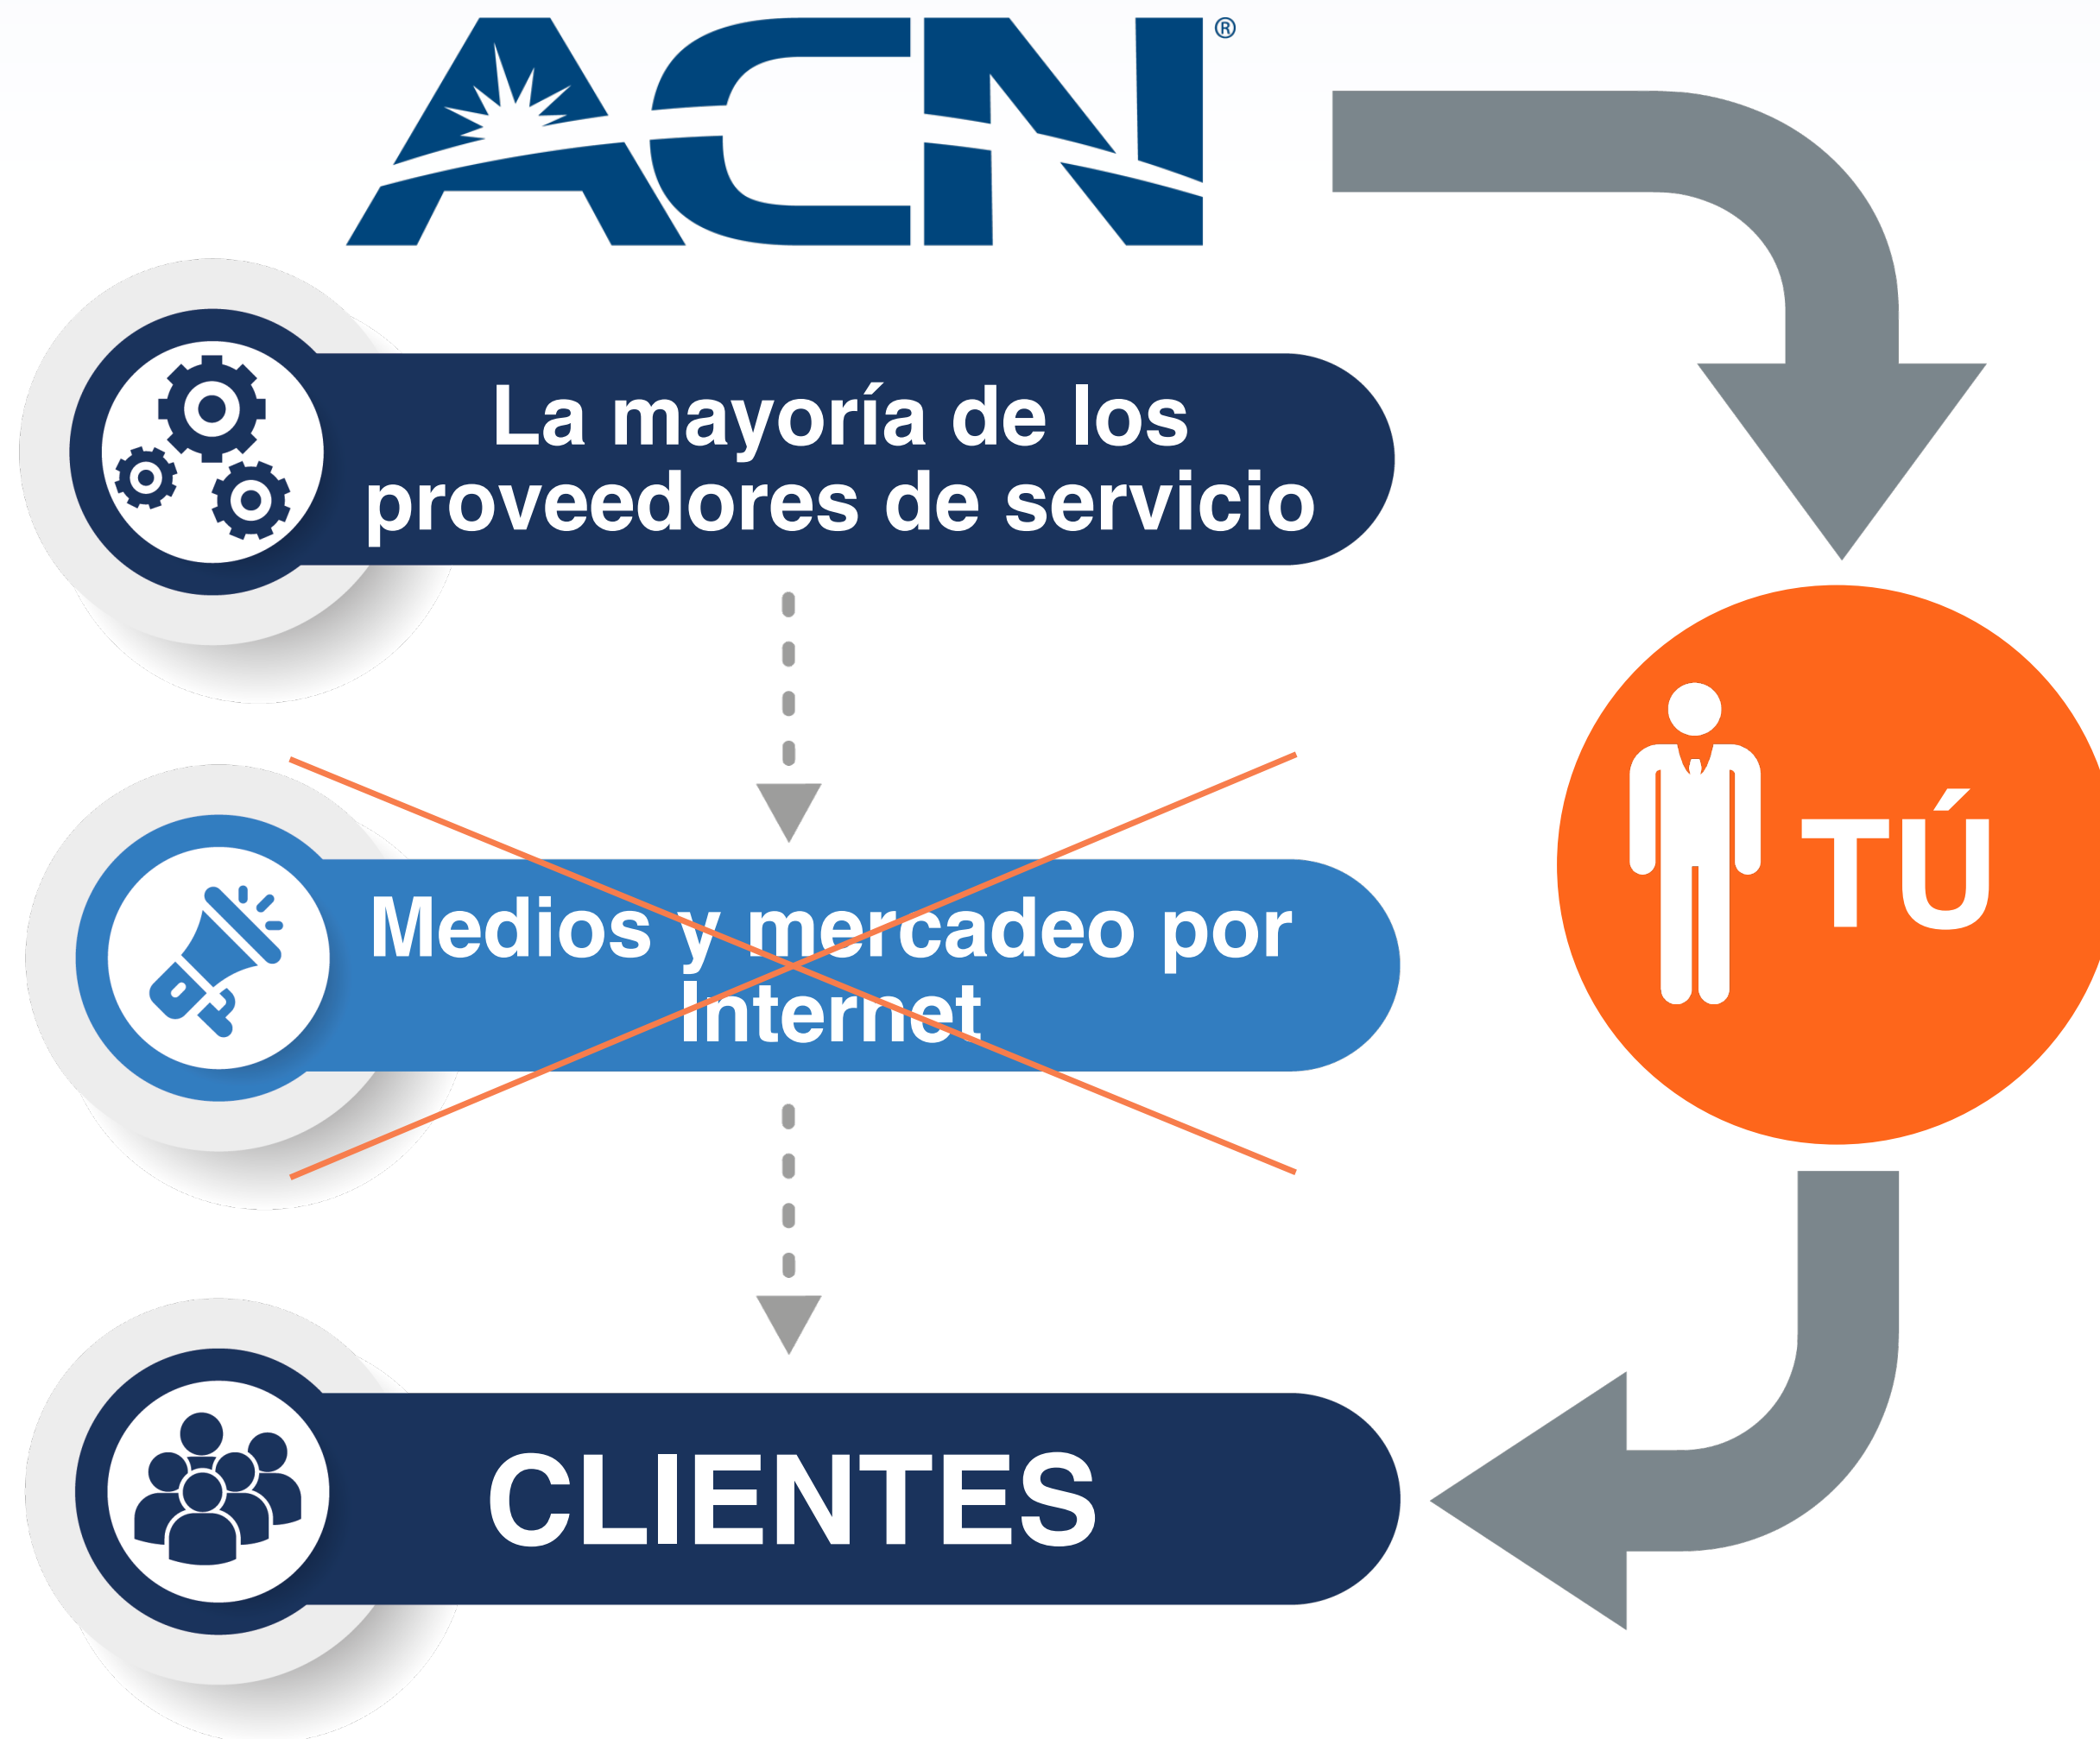 ACN®
La mayoría de los
proveedores de servicio
TÚ
Medios y mercadeo por
Internet
CLIENTES